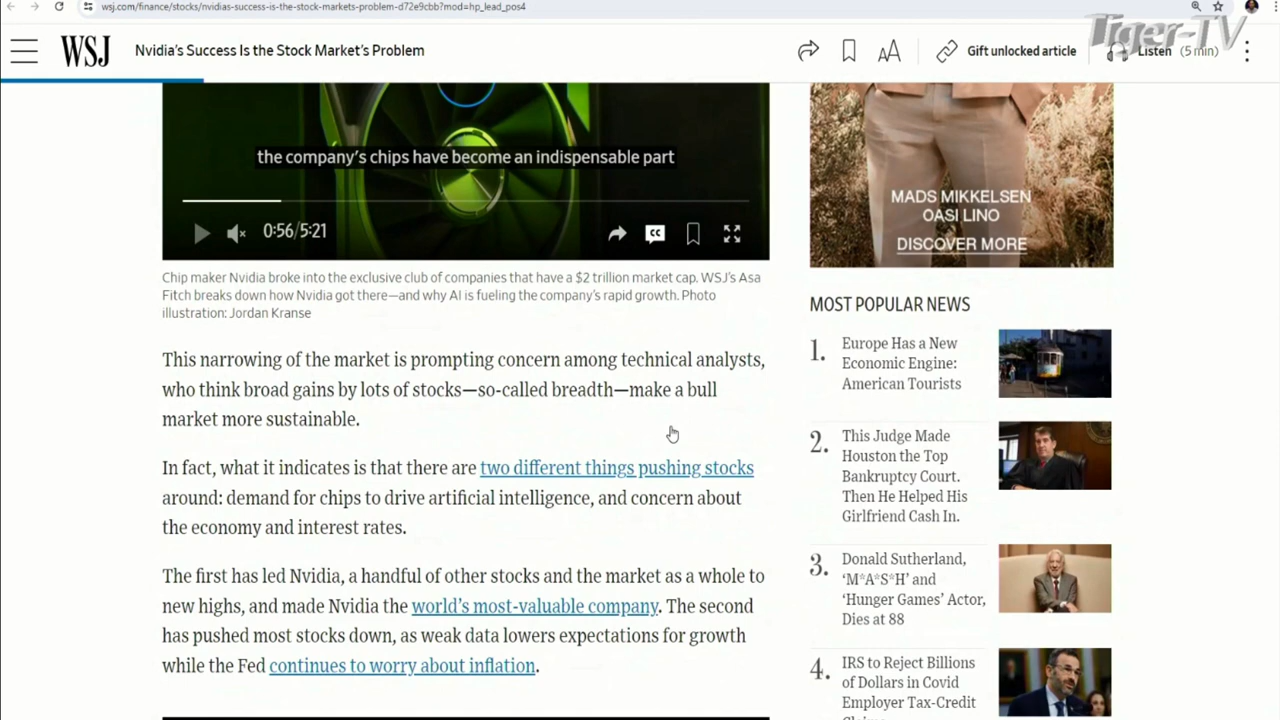 wsj.com/finance/stocks/nvidias-success-is-the-stock-markets-problem-d72e9cbb?mod=hp_lead_pos4
Tiger-TV
WSJ
Nvidia's Success Is the Stock Market's Problem
AA
Gift unlocked article
Listen (5 min)
the company's chips have become an indispensable part
0:56/5:21
CC
Chip maker Nvidia broke into the exclusive club of companies that have a $2 trillion market cap. WSJ's Asa
Fitch breaks down how Nvidia got there—and why AI is fueling the company's rapid growth. Photo
illustration: Jordan Kranse
This narrowing of the market is prompting concern among technical analysts,
who think broad gains by lots of stocks—so-called breadth—make a bull
market more sustainable.
In fact, what it indicates is that there are two different things pushing stocks
around: demand for chips to drive artificial intelligence, and concern about
the economy and interest rates.
The first has led Nvidia, a handful of other stocks and the market as a whole to
new highs, and made Nvidia the world's most-valuable company. The second
has pushed most stocks down, as weak data lowers expectations for growth
while the Fed continues to worry about inflation.
MADS MIKKELSEN
OASI LINO
DISCOVER MORE
MOST POPULAR NEWS
1.
Europe Has a New
Economic Engine:
American Tourists
2.
This Judge Made
Houston the Top
Bankruptcy Court.
Then He Helped His
Girlfriend Cash In.
3.
Donald Sutherland,
'M*A*S*H' and
'Hunger Games' Actor,
Dies at 88
4.
IRS to Reject Billions
of Dollars in Covid
Employer Tax-Credit